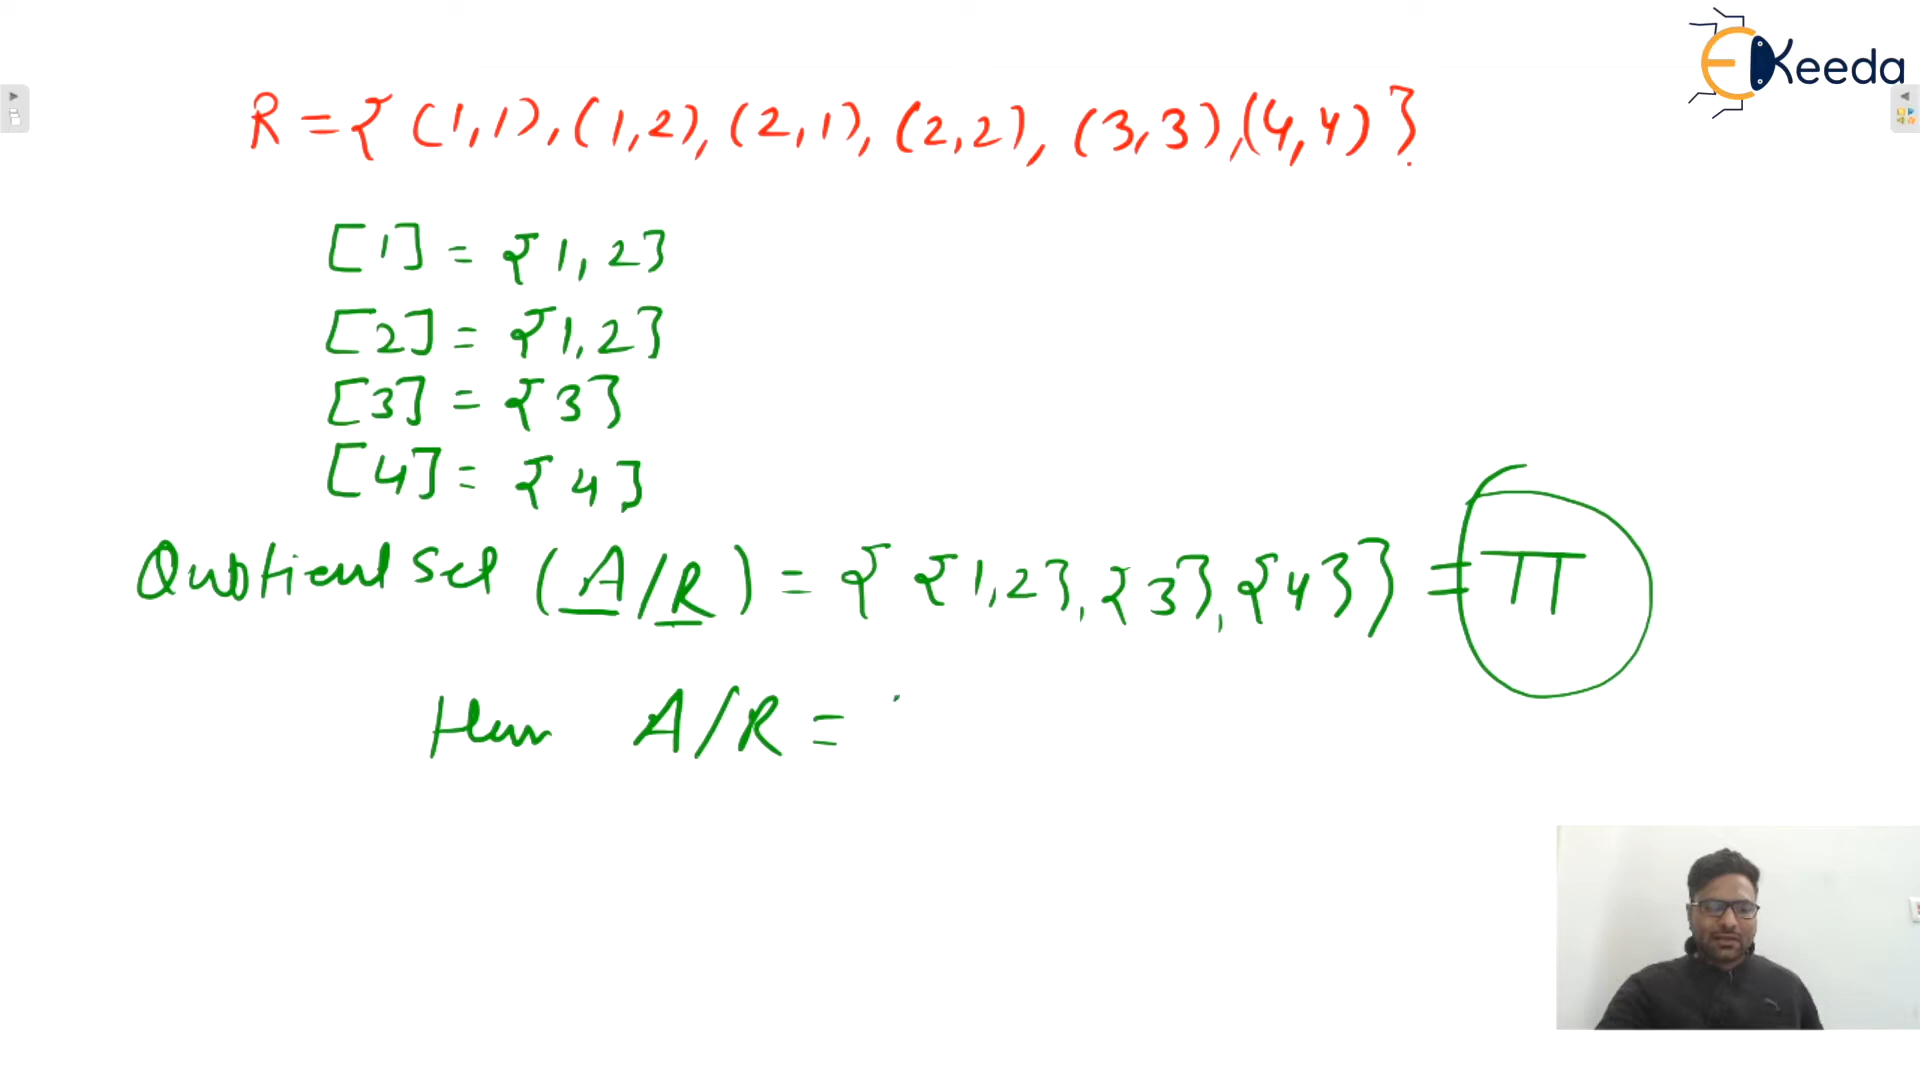 EKeeda
R = { (1,1), (1,2), (2,1), (2,2), (3,3), (4,4) }
[1] = {1,2}
[2] = {1,2}
[3] = {3}
[4] = {4}
Quotient Set (A/R) = { {1,2}, {3}, {4} } = Π
A/R =